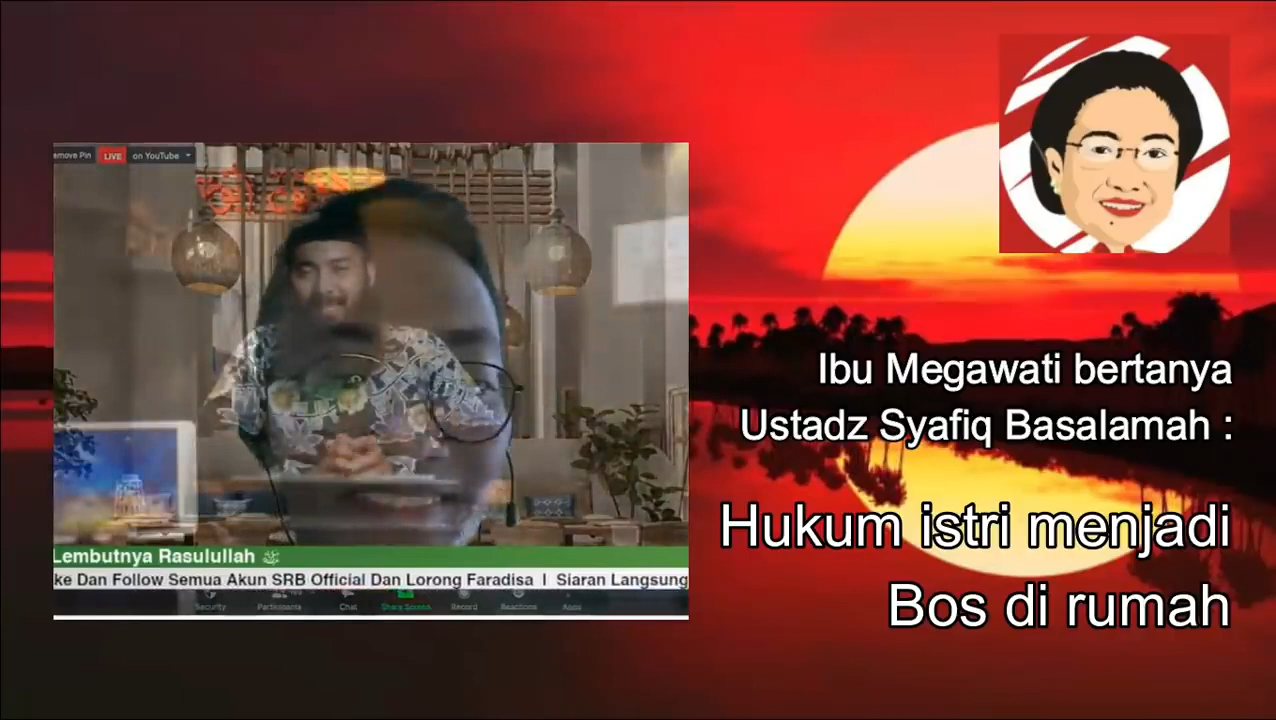 emove Pin LIVE on YouTube
Ibu Megawati bertanya
Ustadz Syafiq Basalamah :
Hukum istri menjadi
Bos di rumah
Lembutnya Rasulullah ﷺ
ke Dan Follow Semua Akun SRB Official Dan Lorong Faradisa I Siaran Langsung
Security Participants Chat Share Screen Record Reactions Apps